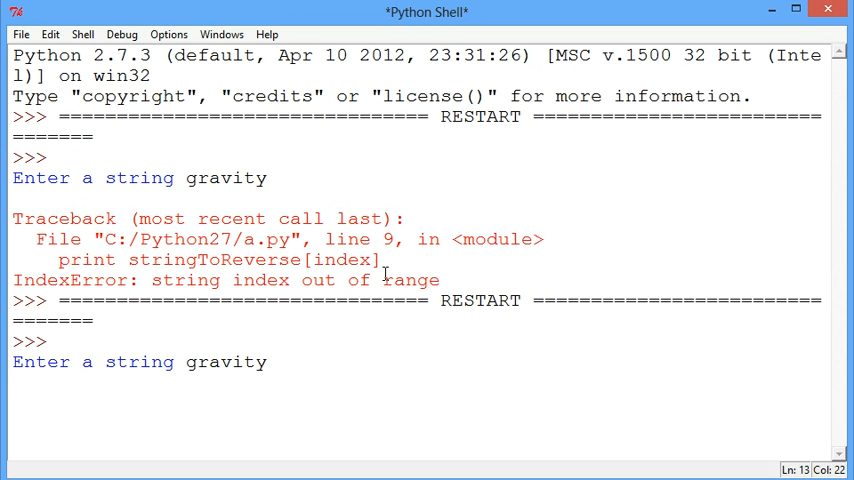 *Python Shell*
File Edit Shell Debug Options Windows Help
Python 2.7.3 (default, Apr 10 2012, 23:31:26) [MSC v.1500 32 bit (Inte
l)] on win32
Type "copyright", "credits" or "license()" for more information.
>>> ================================ RESTART =========================
=======
>>>
Enter a string gravity
Traceback (most recent call last):
File "C:/Python27/a.py", line 9, in <module>
print stringToReverse[index]
IndexError: string index out of range
>>> ================================ RESTART =========================
=======
>>>
Enter a string gravity
Ln: 13 Col: 22